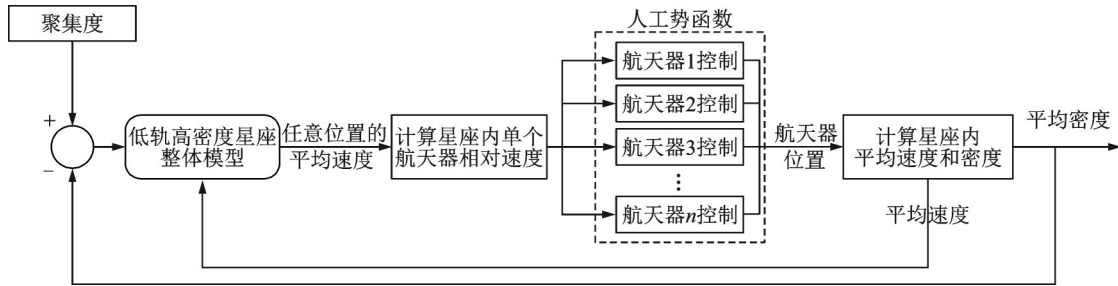 人工势函数
聚集度
航天器1控制
航天器2控制
航天器3控制
⋮
航天器n控制
+
−
低轨高密度星座
整体模型
任意位置的
平均速度
计算星座内单个
航天器相对速度
航天器
位置
计算星座内
平均速度和密度
平均密度
平均速度